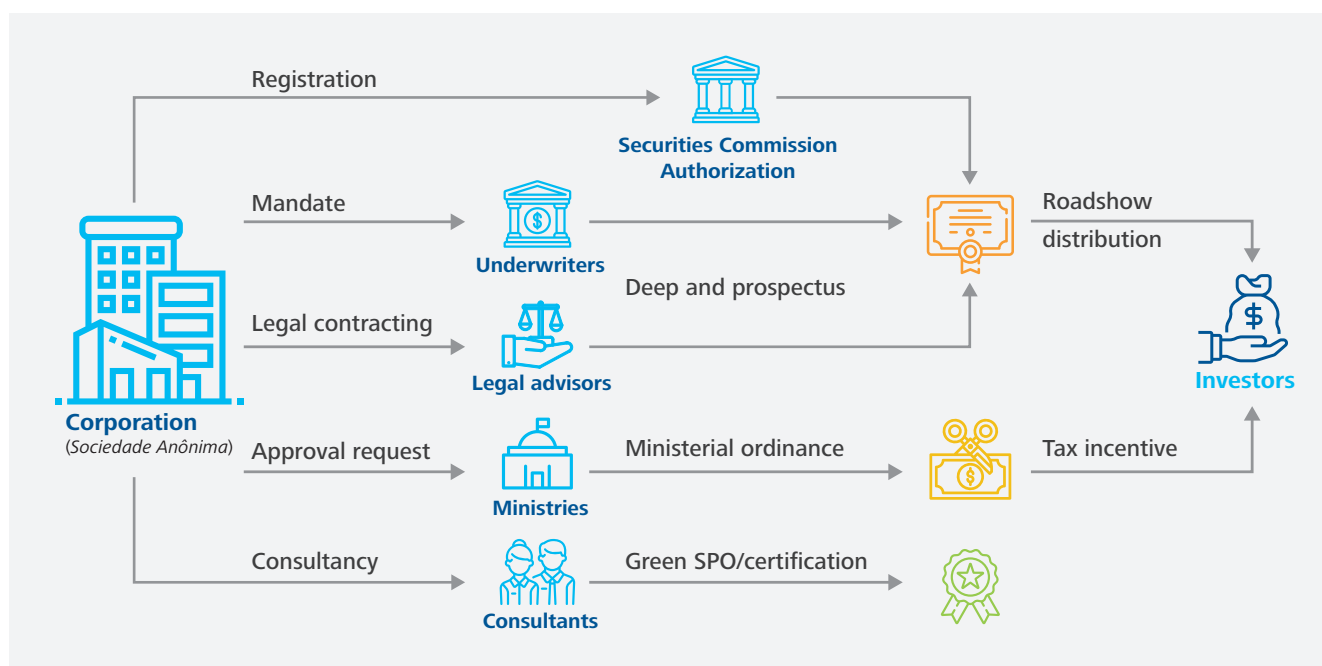 Registration
Securities Commission
Authorization
Mandate
Underwriters
Roadshow
distribution
Deep and prospectus
Legal contracting
Legal advisors
$
Investors
Corporation
(Sociedade Anônima)
Approval request
Ministries
Ministerial ordinance
$
Tax incentive
Consultancy
Consultants
Green SPO/certification